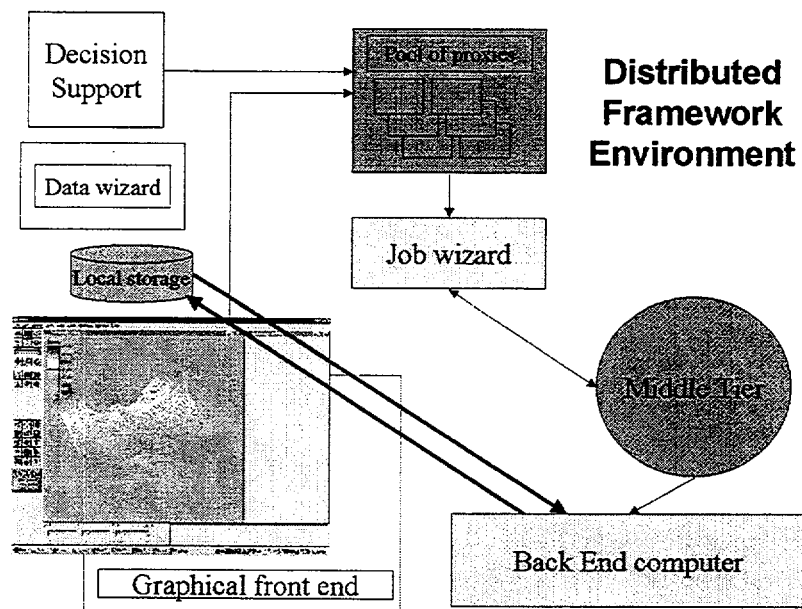 Decision
Support
Pool of proxies
Distributed
Framework
Environment
Data wizard
Job wizard
Local storage
Middle Tier
Back End computer
Graphical front end